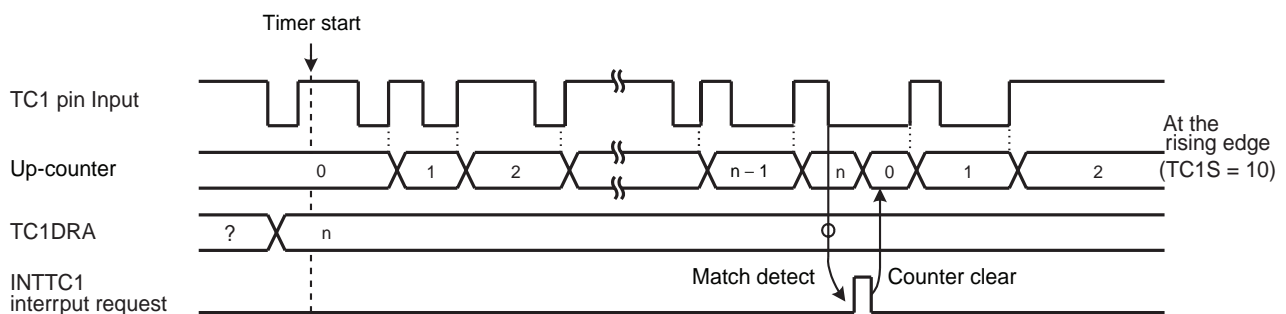 Timer start
TC1 pin Input
At the
rising edge
(TC1S = 10)
Up-counter
0
1
2
n – 1
n
0
1
2
TC1DRA
?
n
Match detect
Counter clear
INTTC1
interrput request